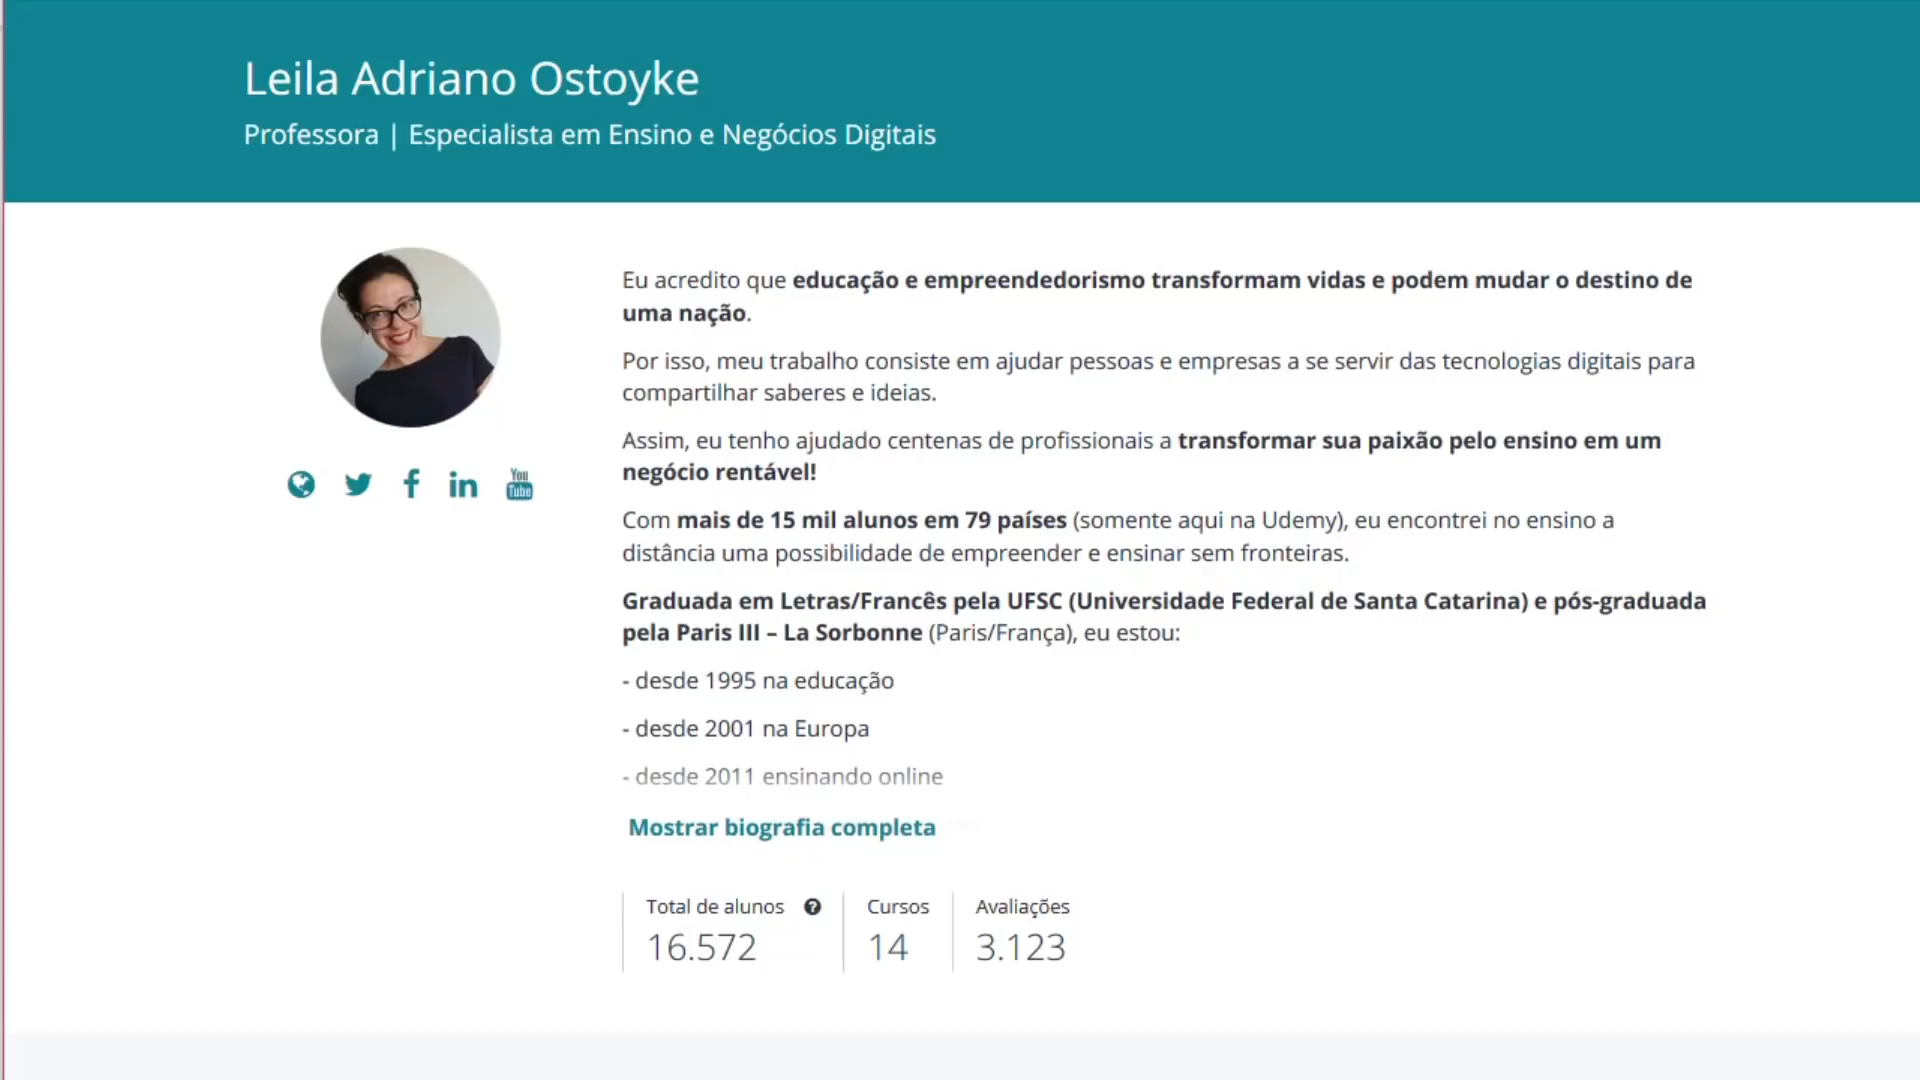 Leila Adriano Ostoyke
Professora | Especialista em Ensino e Negócios Digitais
Eu acredito que educação e empreendedorismo transformam vidas e podem mudar o destino de
uma nação.
Por isso, meu trabalho consiste em ajudar pessoas e empresas a se servir das tecnologias digitais para
compartilhar saberes e ideias.
Assim, eu tenho ajudado centenas de profissionais a transformar sua paixão pelo ensino em um
negócio rentável!
Com mais de 15 mil alunos em 79 países (somente aqui na Udemy), eu encontrei no ensino a
distância uma possibilidade de empreender e ensinar sem fronteiras.
Graduada em Letras/Francês pela UFSC (Universidade Federal de Santa Catarina) e pós-graduada
pela Paris III – La Sorbonne (Paris/França), eu estou:
- desde 1995 na educação
- desde 2001 na Europa
- desde 2011 ensinando online
Mostrar biografia completa
Total de alunos ? Cursos Avaliações
16.572 14 3.123
You
Tube